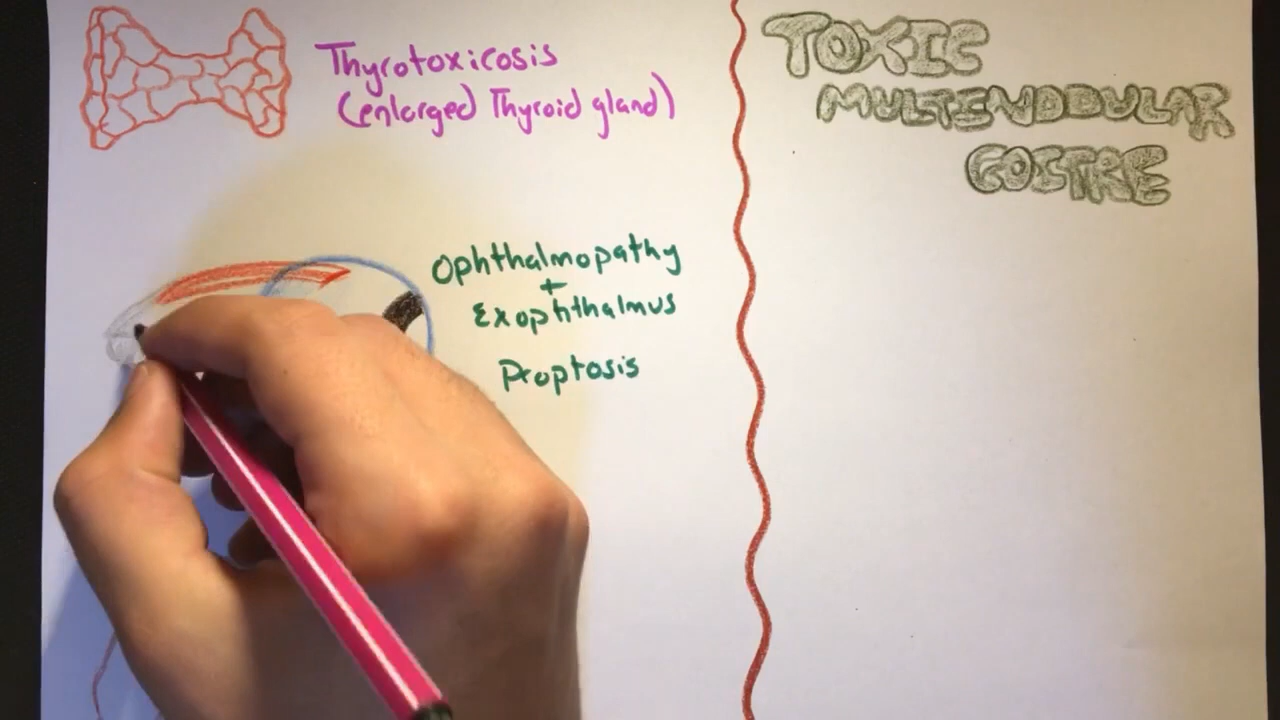 Thyrotoxicosis
(enlarged Thyroid gland)
Ophthalmopathy
+
Exophthalmus
Proptosis
TOXIC
MULTINODULAR
GOITRE